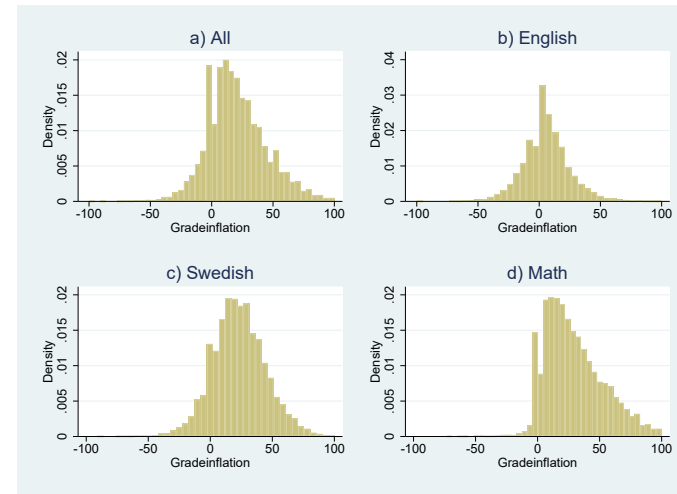 a) All
Density
0 .005 .01 .015 .02
-100 -50 0 50 100
Gradeinflation
b) English
Density
0 .01 .02 .03 .04
-100 -50 0 50 100
Gradeinflation
c) Swedish
Density
0 .005 .01 .015 .02
-100 -50 0 50 100
Gradeinflation
d) Math
Density
0 .005 .01 .015 .02
-100 -50 0 50 100
Gradeinflation